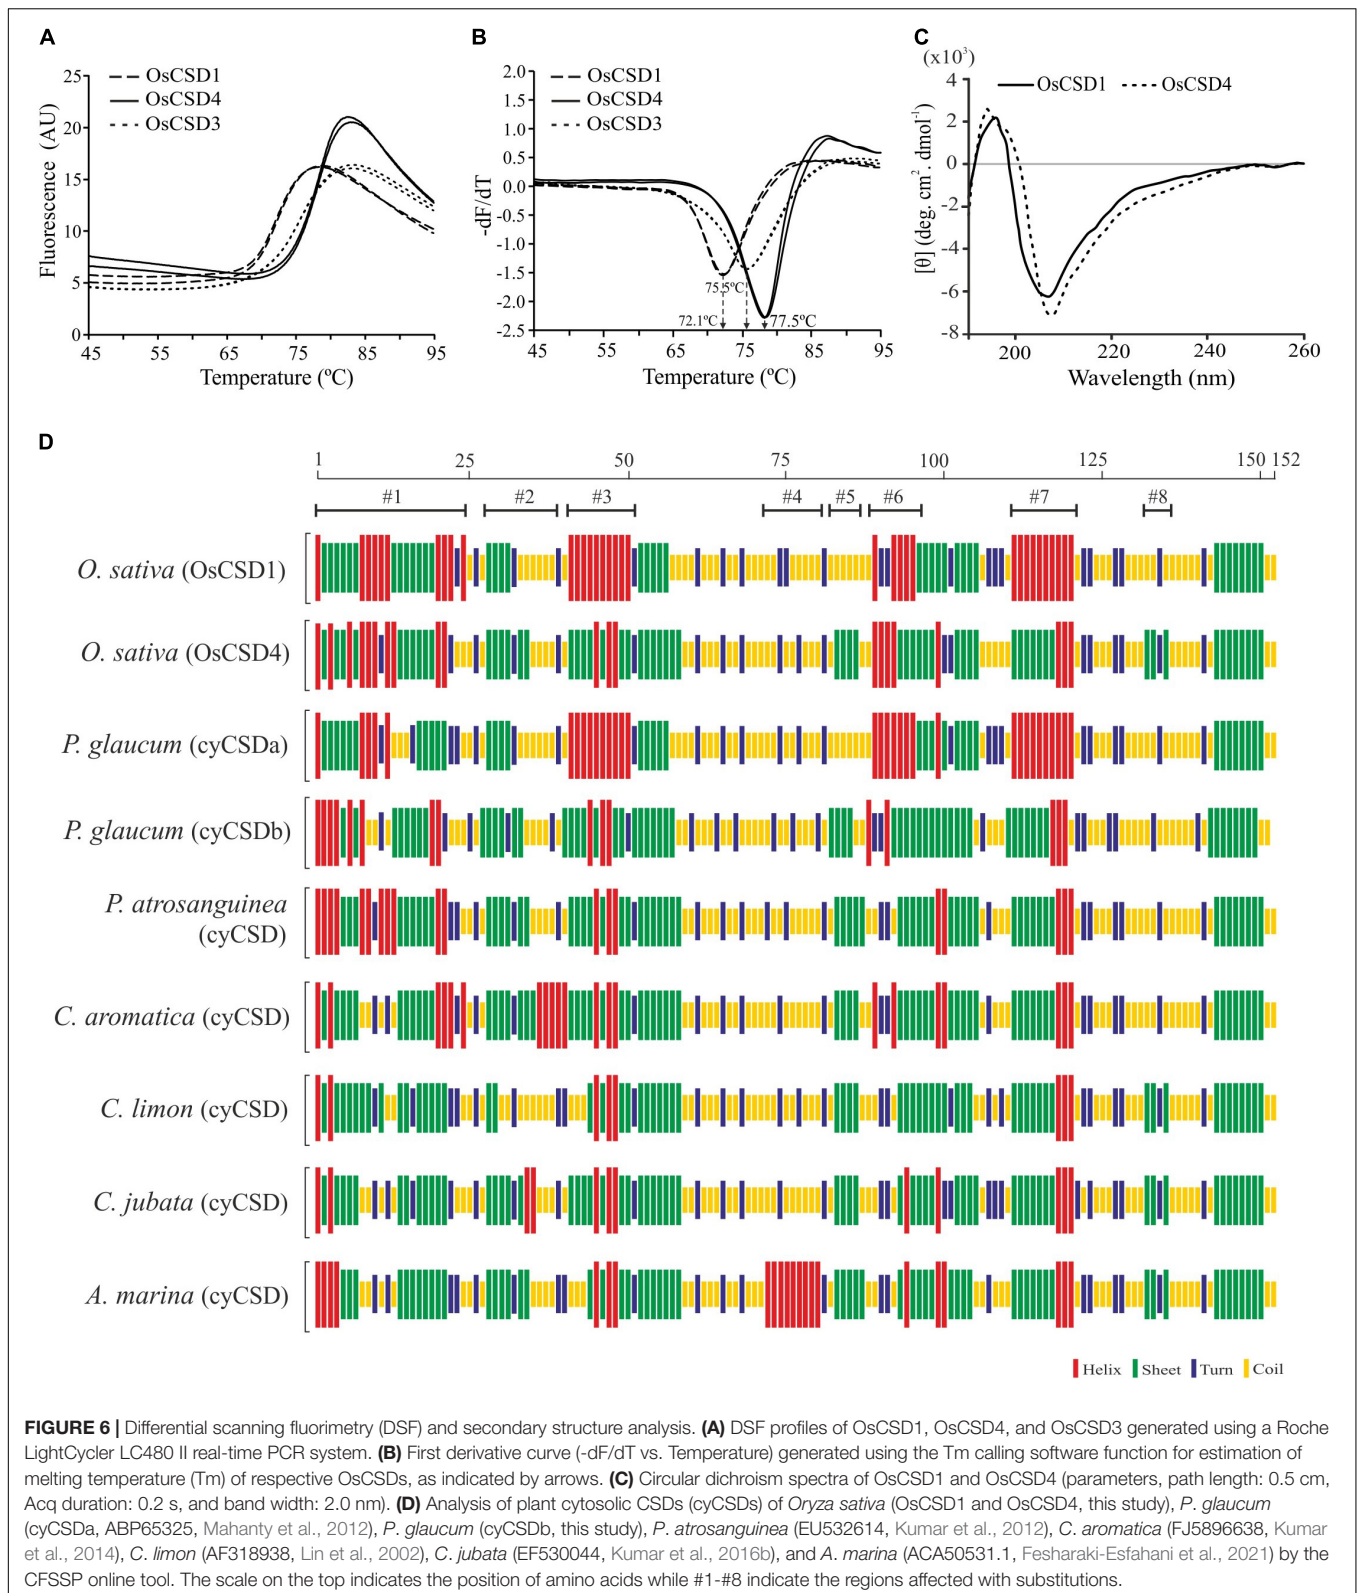 A
B
C
Fluorescence (AU)
25
20
15
10
5
0
OsCSD1
OsCSD4
OsCSD3
45 55 65 75 85 95
Temperature (ºC)
-dF/dT
2.0
1.5
1.0
0.5
0.0
-0.5
-1.0
-1.5
-2.0
-2.5
OsCSD1
OsCSD4
OsCSD3
75.5ºC
72.1ºC
77.5ºC
45 55 65 75 85 95
Temperature (ºC)
(x10³)
[θ] (deg. cm². dmol⁻¹)
4
2
0
-2
-4
-6
-8
OsCSD1 OsCSD4
200 220 240 260
Wavelength (nm)
D
1 25 50 75 100 125 150 152
#1 #2 #3 #4 #5 #6 #7 #8
O. sativa (OsCSD1)
O. sativa (OsCSD4)
P. glaucum (cyCSDa)
P. glaucum (cyCSDb)
P. atrosanguinea
(cyCSD)
C. aromatica (cyCSD)
C. limon (cyCSD)
C. jubata (cyCSD)
A. marina (cyCSD)
Helix Sheet Turn Coil
FIGURE 6 | Differential scanning fluorimetry (DSF) and secondary structure analysis. (A) DSF profiles of OsCSD1, OsCSD4, and OsCSD3 generated using a Roche
LightCycler LC480 II real-time PCR system. (B) First derivative curve (-dF/dT vs. Temperature) generated using the Tm calling software function for estimation of
melting temperature (Tm) of respective OsCSDs, as indicated by arrows. (C) Circular dichroism spectra of OsCSD1 and OsCSD4 (parameters, path length: 0.5 cm,
Acq duration: 0.2 s, and band width: 2.0 nm). (D) Analysis of plant cytosolic CSDs (cyCSDs) of Oryza sativa (OsCSD1 and OsCSD4, this study), P. glaucum
(cyCSDa, ABP65325, Mahanty et al., 2012), P. glaucum (cyCSDb, this study), P. atrosanguinea (EU532614, Kumar et al., 2012), C. aromatica (FJ5896638, Kumar
et al., 2014), C. limon (AF318938, Lin et al., 2002), C. jubata (EF530044, Kumar et al., 2016b), and A. marina (ACA50531.1, Fesharaki-Esfahani et al., 2021) by the
CFSSP online tool. The scale on the top indicates the position of amino acids while #1-#8 indicate the regions affected with substitutions.